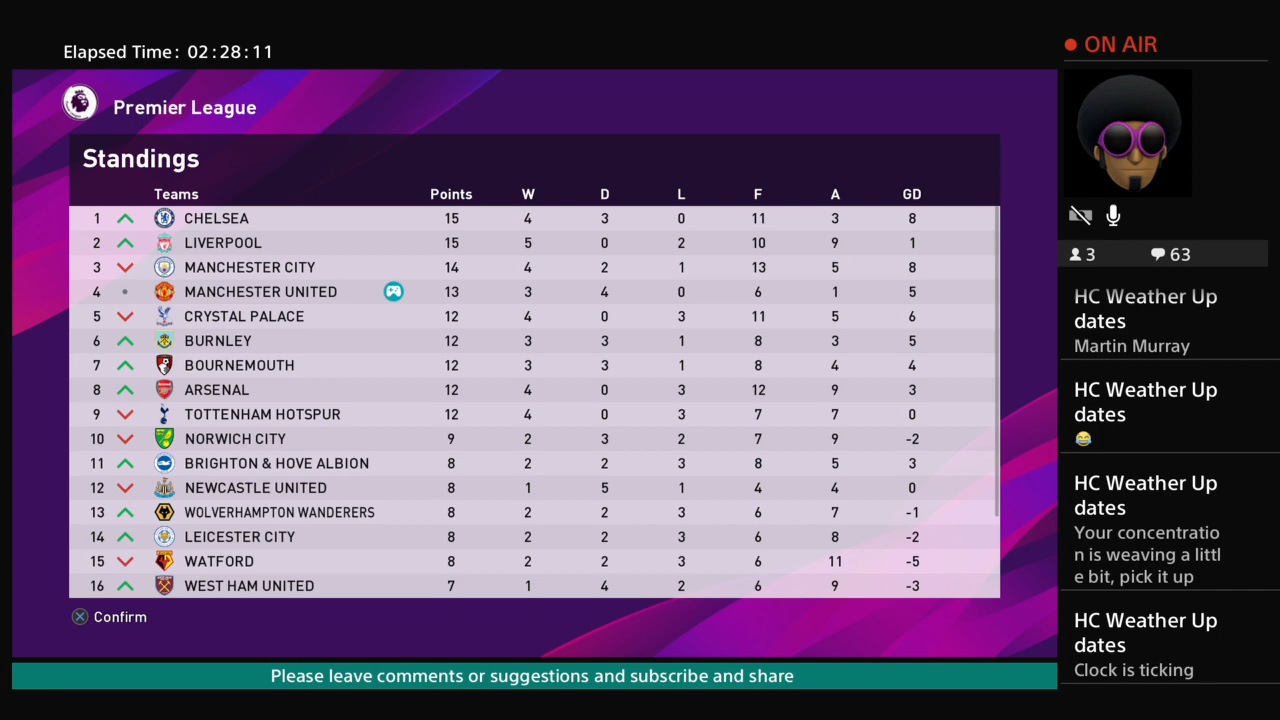 Elapsed Time: 02:28:11
ON AIR
Premier League
Standings
Teams Points W D L F A GD
1 CHELSEA 15 4 3 0 11 3 8
2 LIVERPOOL 15 5 0 2 10 9 1
3 MANCHESTER CITY 14 4 2 1 13 5 8
4 MANCHESTER UNITED 13 3 4 0 6 1 5
5 CRYSTAL PALACE 12 4 0 3 11 5 6
6 BURNLEY 12 3 3 1 8 3 5
7 BOURNEMOUTH 12 3 3 1 8 4 4
8 ARSENAL 12 4 0 3 12 9 3
9 TOTTENHAM HOTSPUR 12 4 0 3 7 7 0
10 NORWICH CITY 9 2 3 2 7 9 -2
11 BRIGHTON & HOVE ALBION 8 2 2 3 8 5 3
12 NEWCASTLE UNITED 8 1 5 1 4 4 0
13 WOLVERHAMPTON WANDERERS 8 2 2 3 6 7 -1
14 LEICESTER CITY 8 2 2 3 6 8 -2
15 WATFORD 8 2 2 3 6 11 -5
16 WEST HAM UNITED 7 1 4 2 6 9 -3
Confirm
Please leave comments or suggestions and subscribe and share
3 63
HC Weather Up
dates
Martin Murray
HC Weather Up
dates
😂
HC Weather Up
dates
Your concentratio
n is weaving a littl
e bit, pick it up
HC Weather Up
dates
Clock is ticking